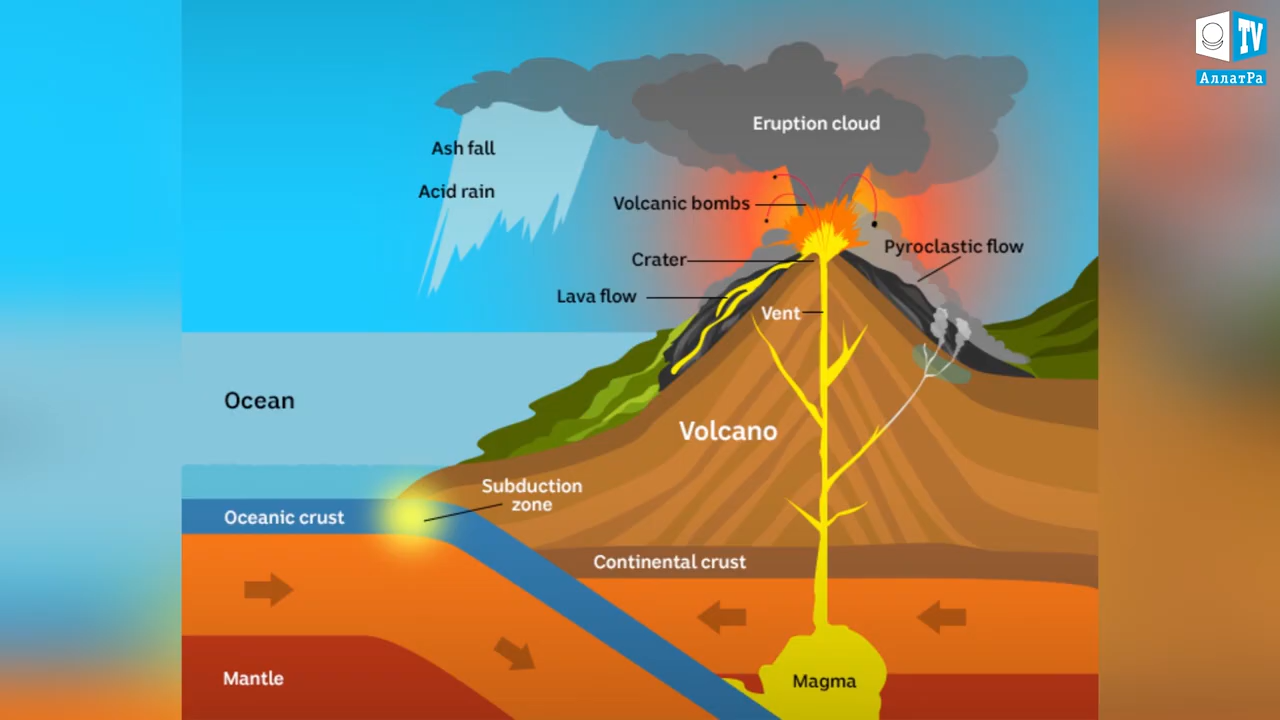 TV
АллатРа
Eruption cloud
Ash fall
Acid rain
Volcanic bombs
Pyroclastic flow
Crater
Lava flow
Vent
Ocean
Volcano
Subduction
zone
Oceanic crust
Continental crust
Mantle
Magma